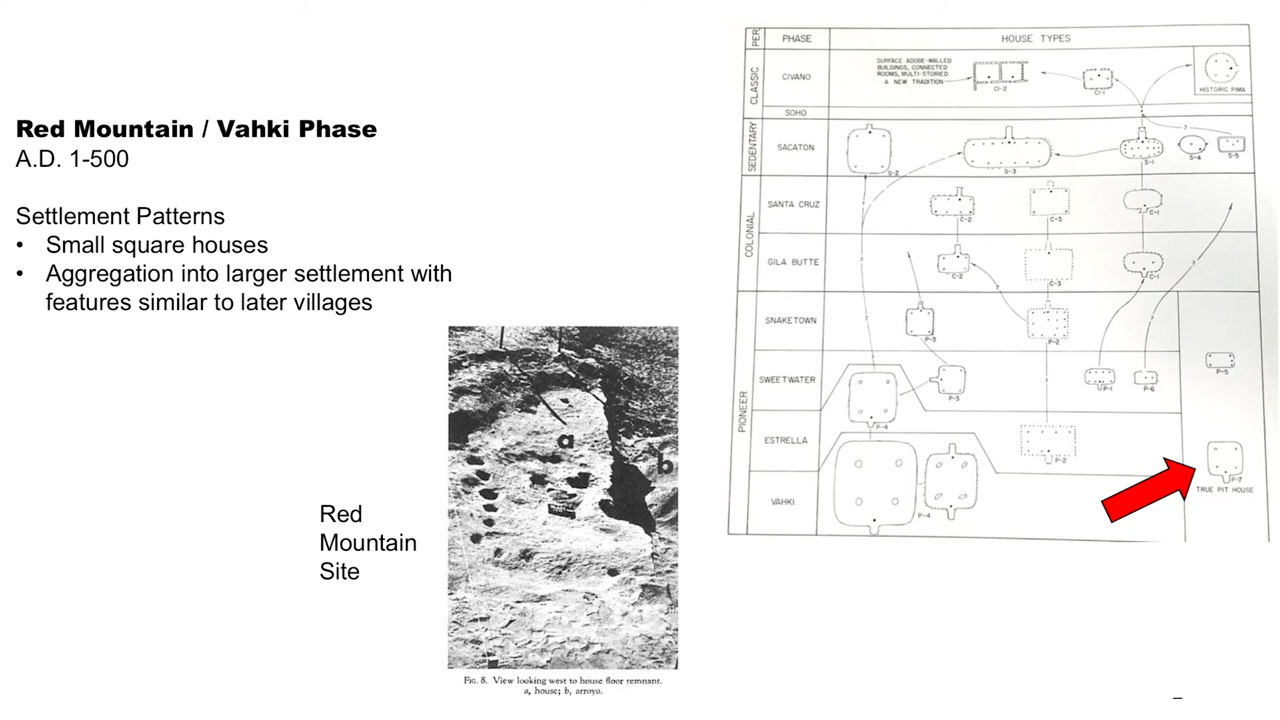 Red Mountain / Vahki Phase
A.D. 1-500
Settlement Patterns
• Small square houses
• Aggregation into larger settlement with
features similar to later villages
Red
Mountain
Site
a
b
FIG. 8. View looking west to house floor remnant.
a, house; b, arroyo.
PER PHASE HOUSE TYPES
CLASSIC
CIVANO
SURFACE ADOBE-WALLED
BUILDINGS, CONNECTED
ROOMS, MULTI-STORIED.
A NEW TRADITION
CI-2
CI-1
HISTORIC PIMA
SOHO
SEDENTARY
SACATON
S-2
S-3
S-1
S-4
S-5
?
COLONIAL
SANTA CRUZ
C-2
C-3
C-1
GILA BUTTE
C-2
C-3
C-1
?
?
?
PIONEER
SNAKETOWN
P-3
P-2
?
SWEETWATER
P-4
P-3
P-1
P-6
P-5
?
ESTRELLA
P-2
VAHKI
P-4
P-7
TRUE PIT HOUSE